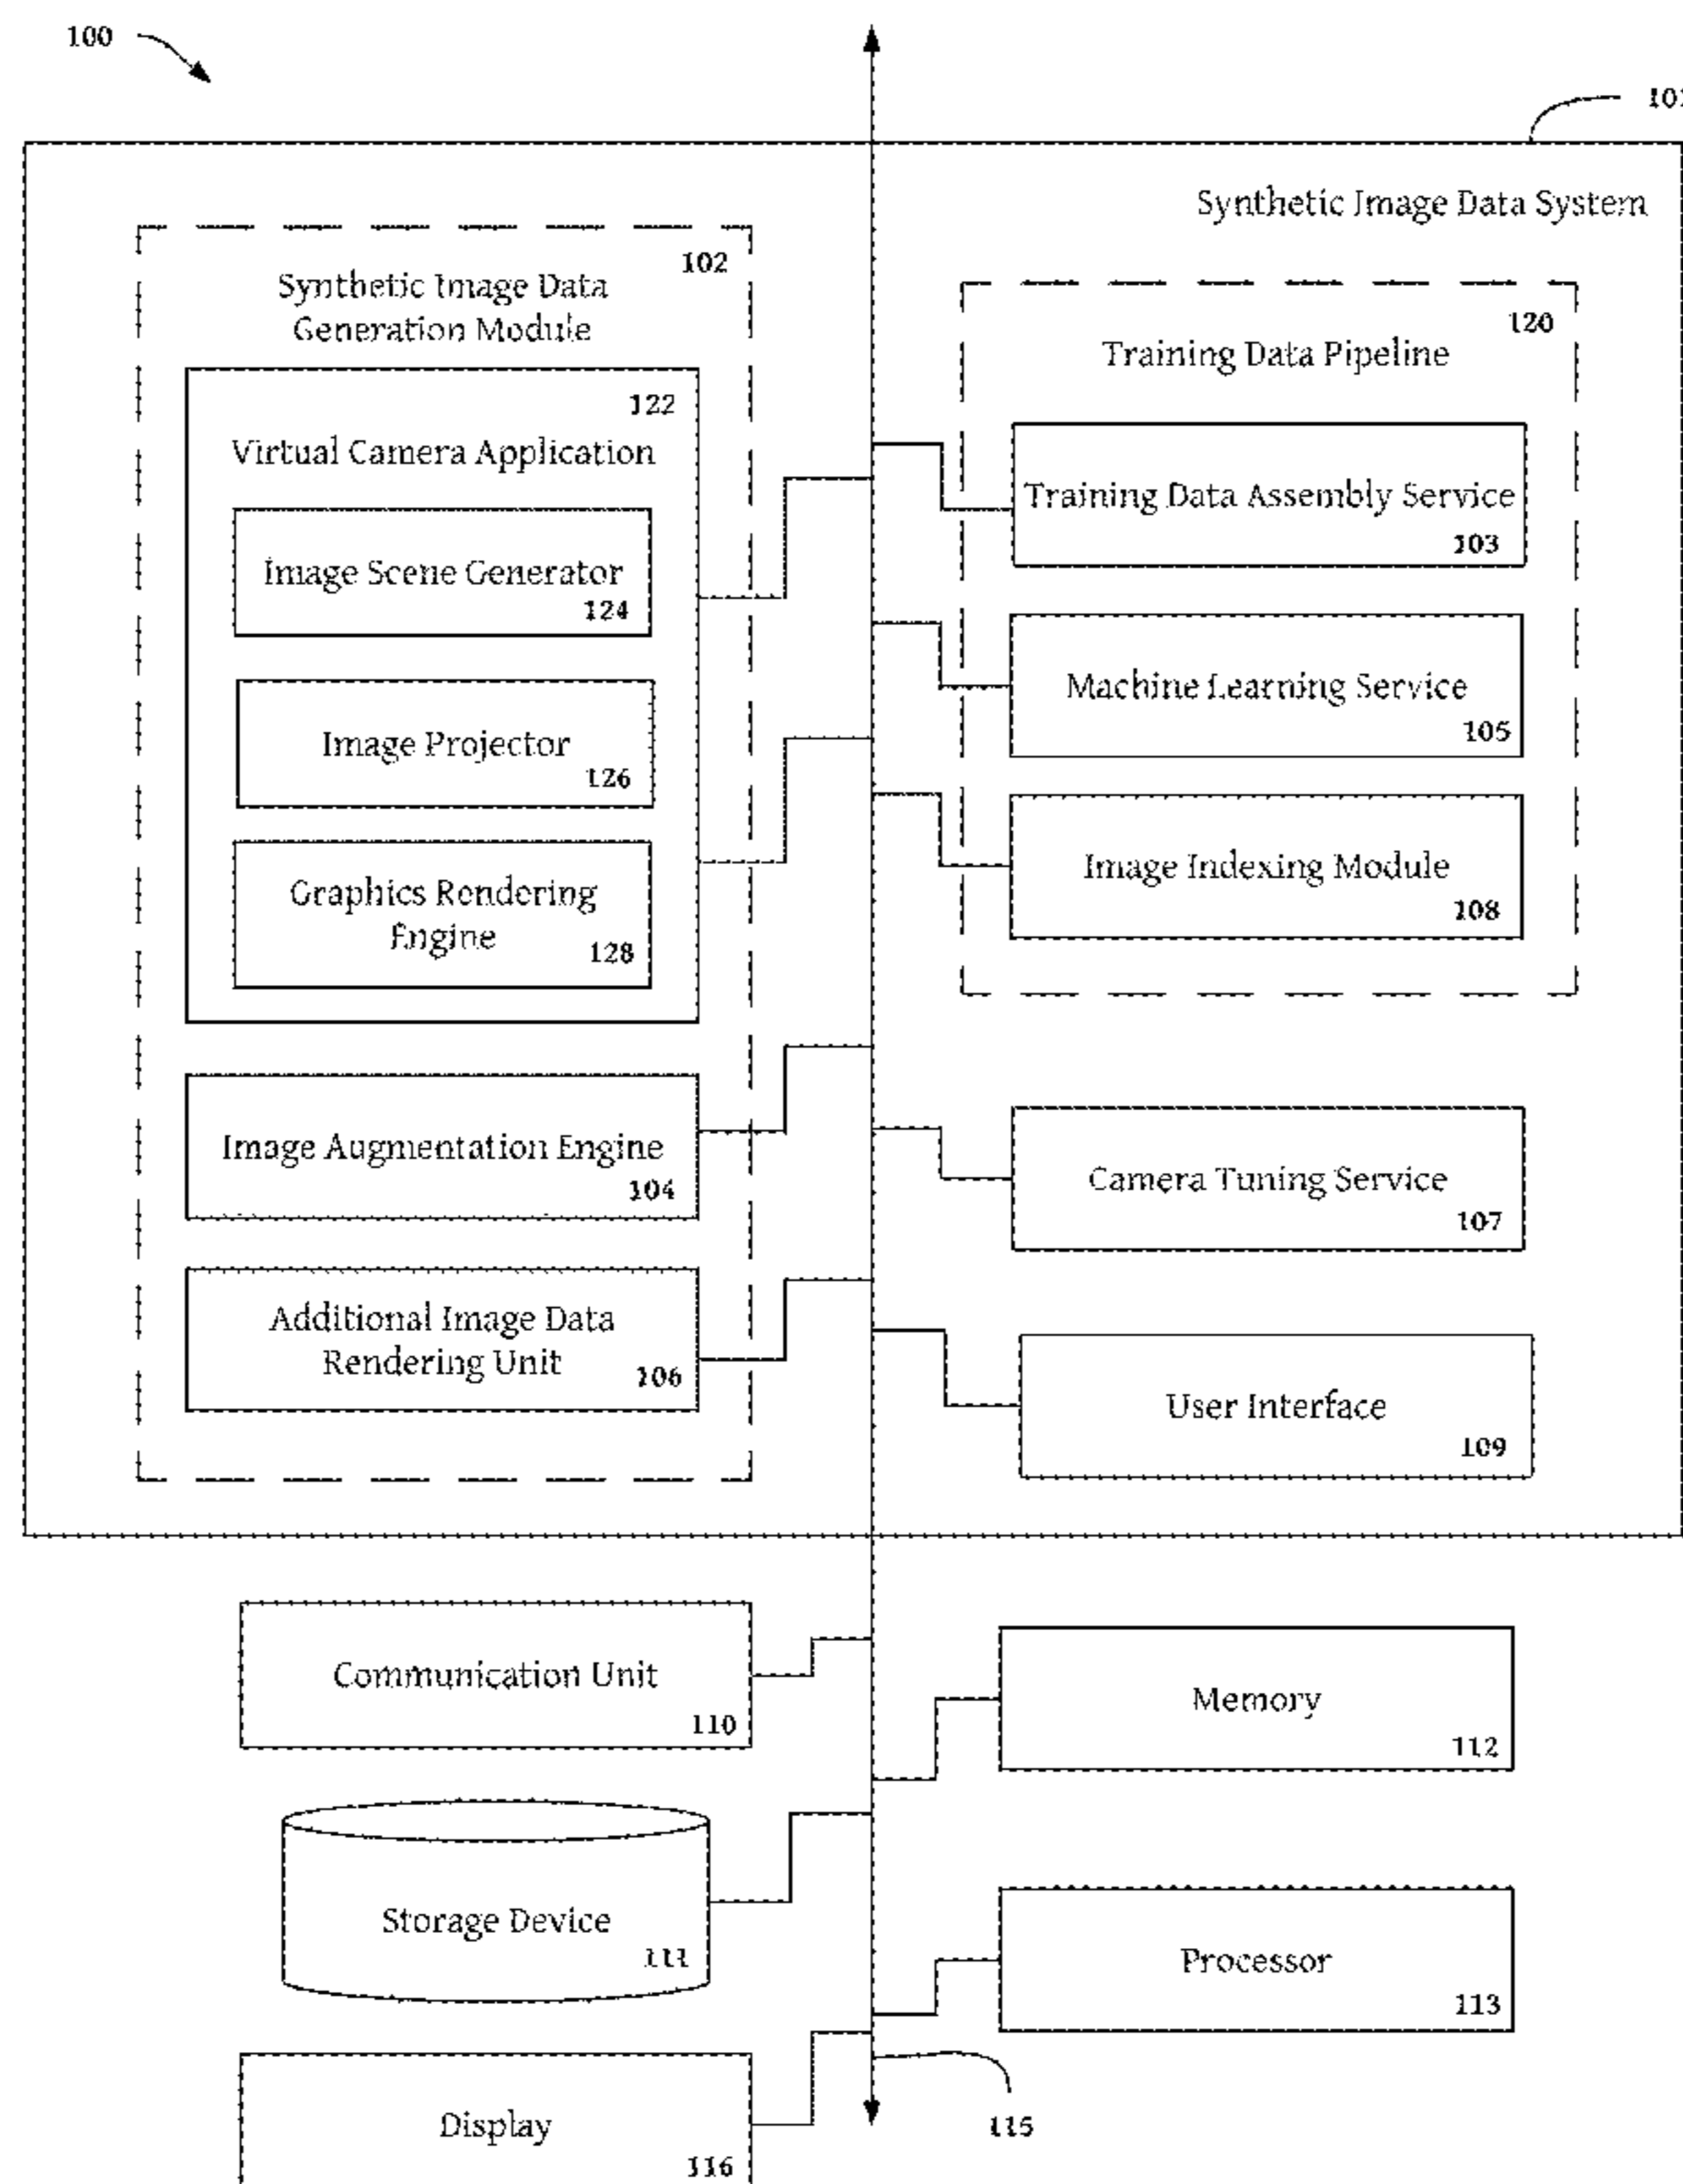 100
101
Synthetic Image Data System
102
Synthetic Image Data
Generation Module
122
Virtual Camera Application
Image Scene Generator
124
Image Projector
126
Graphics Rendering
Engine
128
Image Augmentation Engine
104
Additional Image Data
Rendering Unit
106
120
Training Data Pipeline
Training Data Assembly Service
103
Machine Learning Service
105
Image Indexing Module
108
Camera Tuning Service
107
User Interface
109
Communication Unit
110
Memory
112
Storage Device
111
Processor
113
Display
116
115